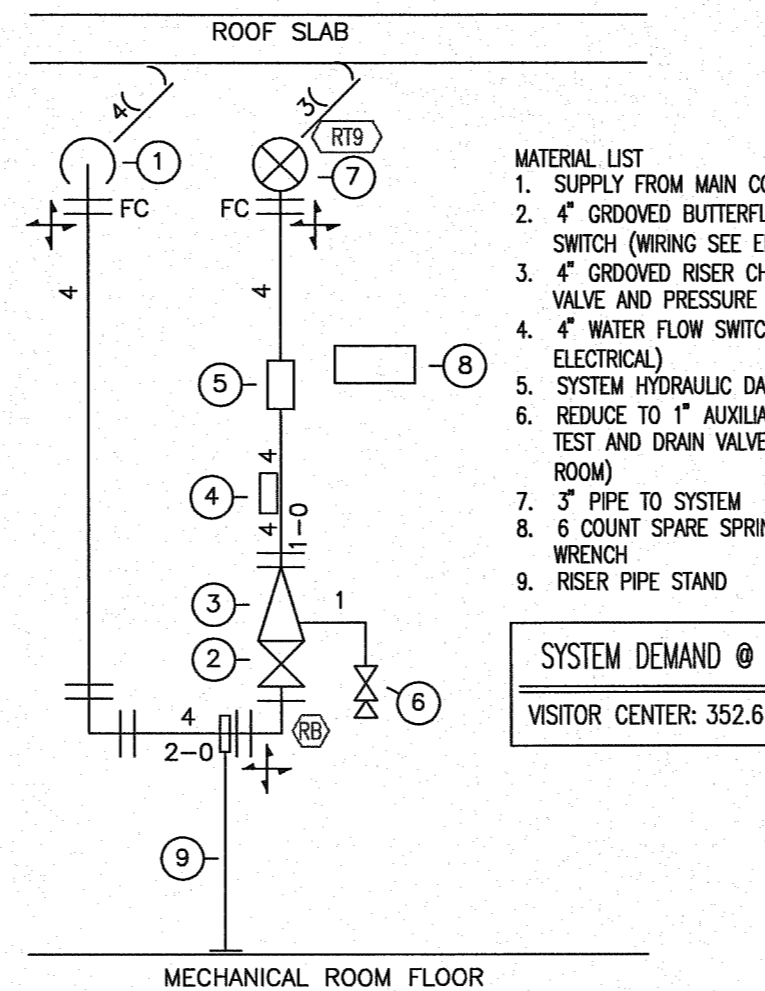 ROOF SLAB
4(
3(
RT9
1
7
FC
FC
4
4
5
8
4
4
4
1-0
3
1
2
6
4
2-0
RB
9
MECHANICAL ROOM FLOOR
MATERIAL LIST
1. SUPPLY FROM MAIN CO
2. 4" GRDOVED BUTTERFL
SWITCH (WIRING SEE E
3. 4" GRDOVED RISER CH
VALVE AND PRESSURE
4. 4" WATER FLOW SWITC
ELECTRICAL)
5. SYSTEM HYDRAULIC DA
6. REDUCE TO 1" AUXILIA
TEST AND DRAIN VALVE
ROOM)
7. 3" PIPE TO SYSTEM
8. 6 COUNT SPARE SPRIN
WRENCH
9. RISER PIPE STAND
SYSTEM DEMAND @
VISITOR CENTER: 352.6